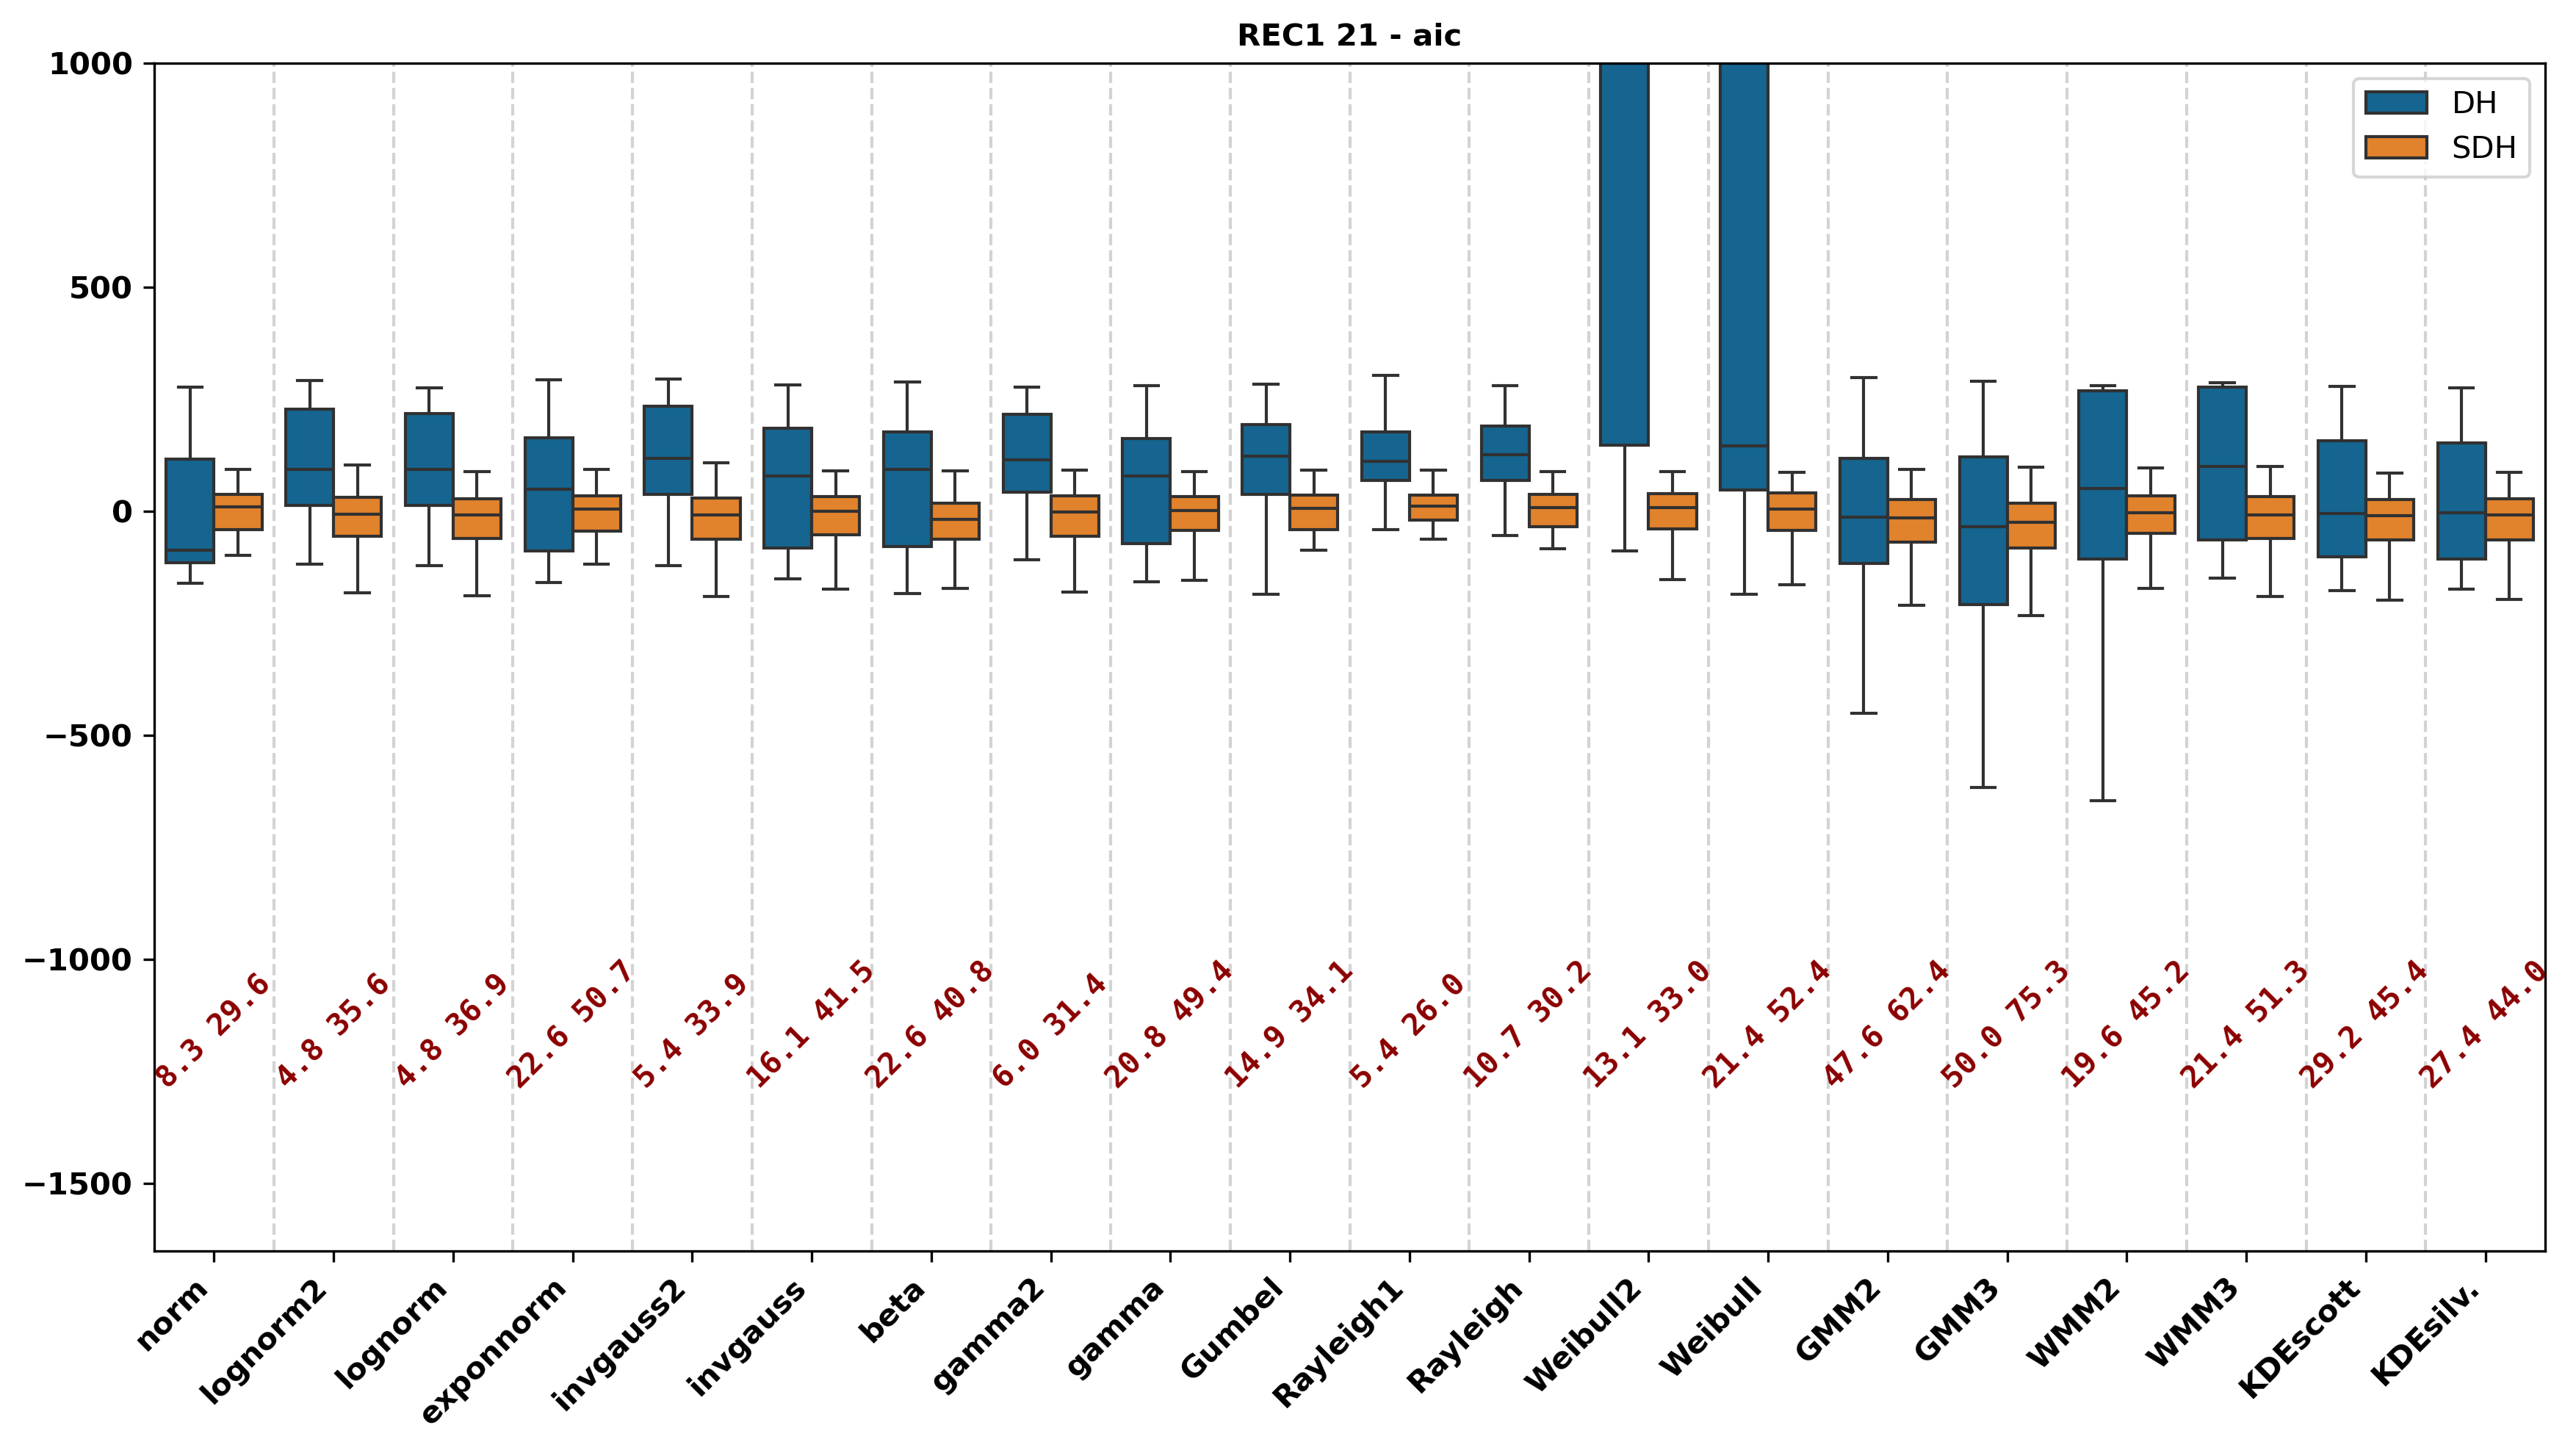 REC1 21 - aic
1000
500
0
−500
−1000
−1500
DH
SDH
8.3 29.6
4.8 35.6
4.8 36.9
22.6 50.7
5.4 33.9
16.1 41.5
22.6 40.8
6.0 31.4
20.8 49.4
14.9 34.1
5.4 26.0
10.7 30.2
13.1 33.0
21.4 52.4
47.6 62.4
50.0 75.3
19.6 45.2
21.4 51.3
29.2 45.4
27.4 44.0
norm
lognorm2
lognorm
exponnorm
invgauss2
invgauss
beta
gamma2
gamma
Gumbel
Rayleigh1
Rayleigh
Weibull2
Weibull
GMM2
GMM3
WMM2
WMM3
KDEscott
KDEsilv.